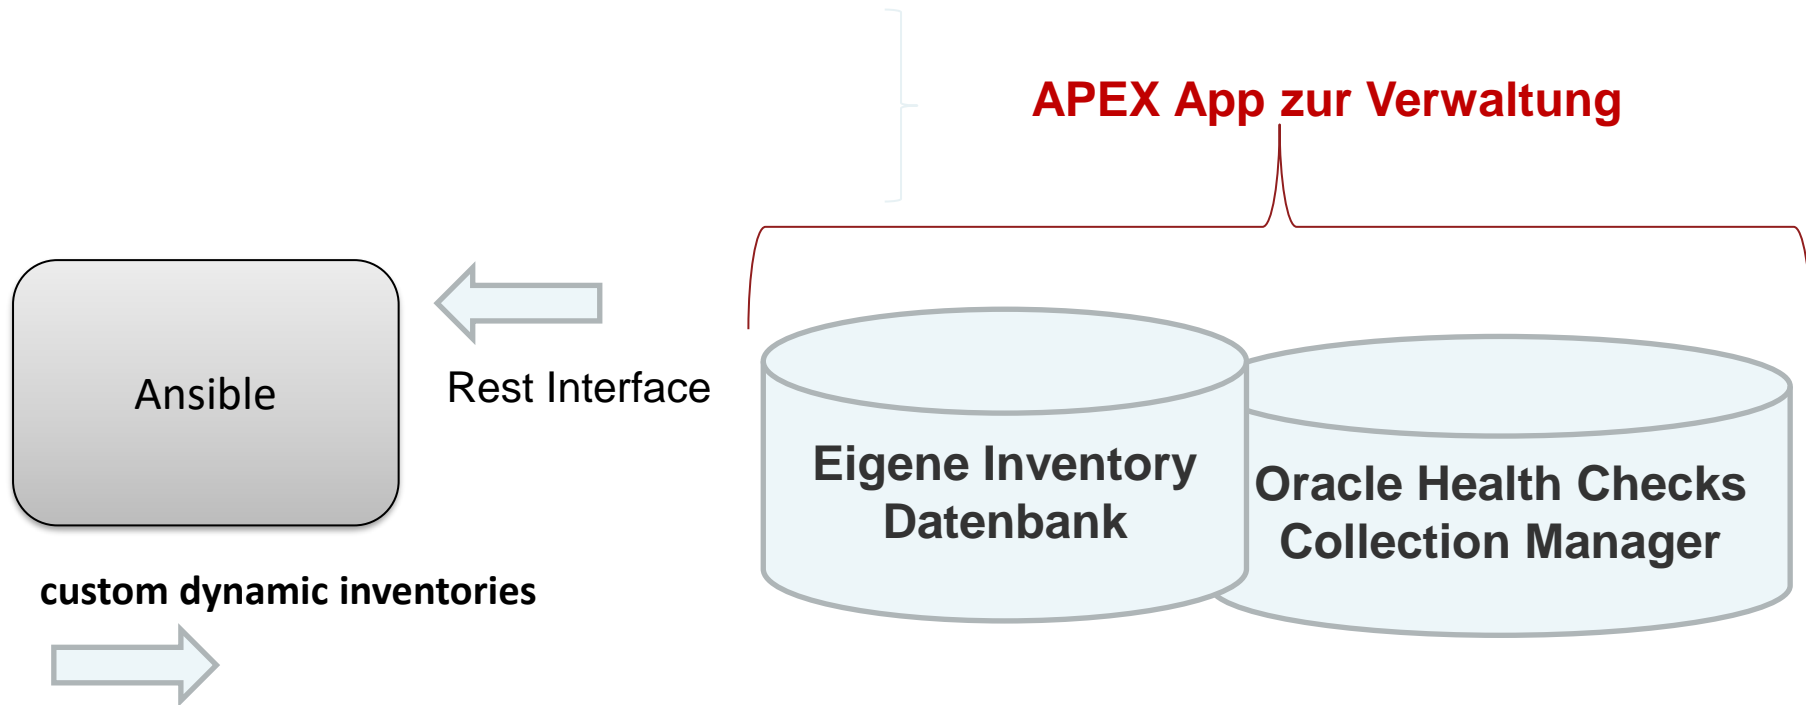 APEX App zur Verwaltung
Ansible
Rest Interface
Eigene Inventory
Datenbank
Oracle Health Checks
Collection Manager
custom dynamic inventories